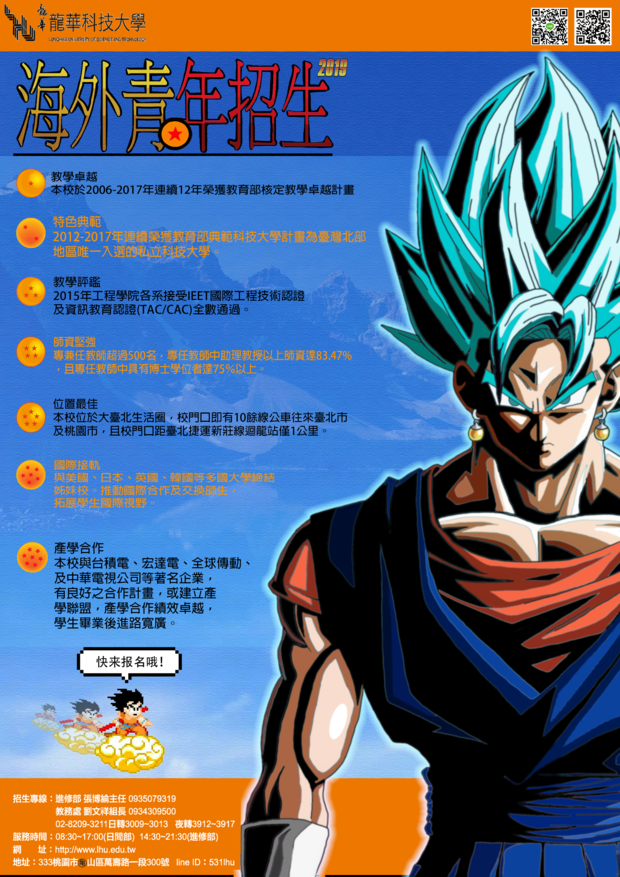 龍華科技大學
LUNGHWA UNIVERSITY OF SCIENCE AND TECHNOLOGY
2019
海外青年招生
教學卓越
本校於2006-2017年連續12年榮獲教育部核定教學卓越計畫
特色典範
2012-2017年連續榮獲教育部典範科技大學計畫為臺灣北部
地區唯一入選的私立科技大學。
教學評鑑
2015年工程學院各系接受IEET國際工程技術認證
及資訊教育認證(TAC/CAC)全數通過。
師資堅強
專兼任教師超過500名，專任教師中助理教授以上師資達83.47%
，且專任教師中具有博士學位者達75%以上。
位置最佳
本校位於大臺北生活圈，校門口即有10餘線公車往來臺北市
及桃園市，且校門口距臺北捷運新莊線迴龍站僅1公里。
國際接軌
與美國、日本、英國、韓國等多國大學締結
姊妹校。推動國際合作及交換師生，
拓展學生國際視野。
產學合作
本校與台積電、宏達電、全球傳動、
及中華電視公司等著名企業，
有良好之合作計畫，或建立產
學聯盟，產學合作績效卓越，
學生畢業後進路寬廣。
快来报名哦!
招生專線：進修部 張博綸主任 0935079319
教務處 劉文祥組長 0934309500
02-8209-3211日轉3009~3013 夜轉3912~3917
服務時間：08:30~17:00(日間部) 14:30~21:30(進修部)
網 址：http://www.lhu.edu.tw
地址：333桃園市龜山區萬壽路一段300號 line ID：531lhu